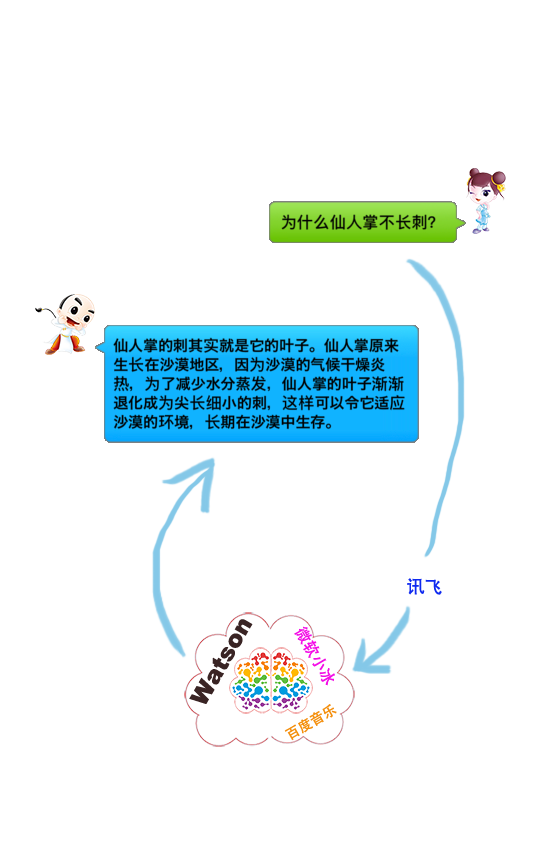 为什么仙人掌不长刺？
仙人掌的刺其实就是它的叶子。仙人掌原来
生长在沙漠地区，因为沙漠的气候干燥炎
热，为了减少水分蒸发，仙人掌的叶子渐渐
退化成为尖长细小的刺，这样可以令它适应
沙漠的环境，长期在沙漠中生存。
讯飞
Watson
微软小冰
百度音乐